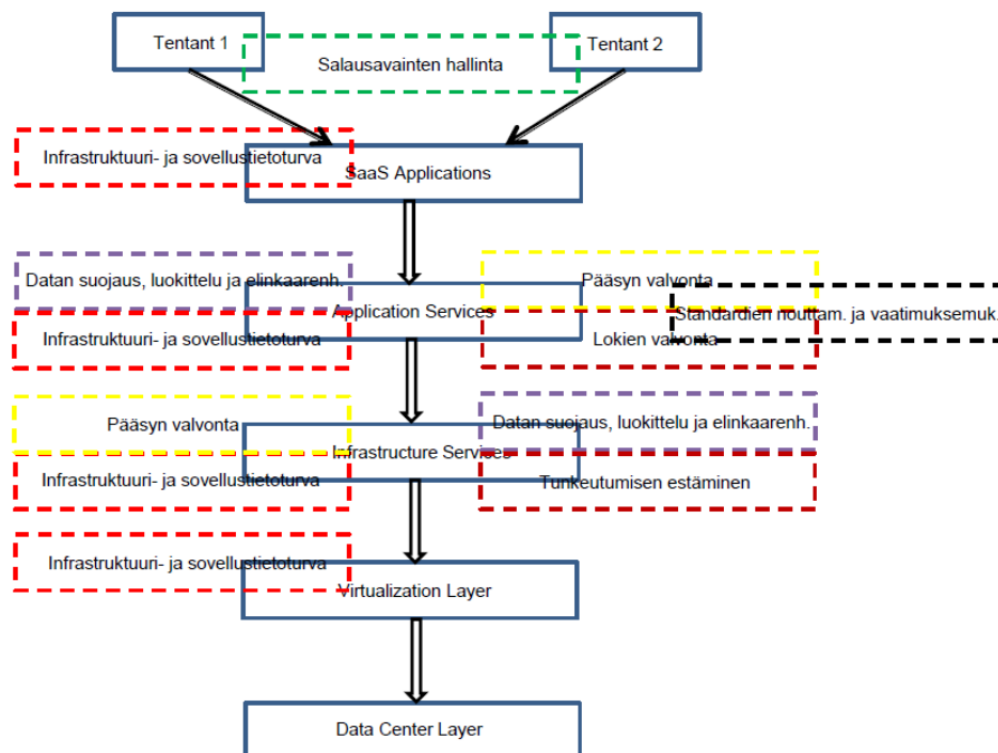 Tentant 1
Tentant 2
Salausavainten hallinta
Infrastruktuuri- ja sovellustietoturva
SaaS Applications
Datan suojaus, luokittelu ja elinkaarenh.
Pääsyn valvonta
Application Services
Standardien nouttam. ja vaatimuksemuk.
Infrastruktuuri- ja sovellustietoturva
Lokien valvonta
Pääsyn valvonta
Datan suojaus, luokittelu ja elinkaarenh.
Infrastructure Services
Infrastruktuuri- ja sovellustietoturva
Tunkeutumisen estäminen
Infrastruktuuri- ja sovellustietoturva
Virtualization Layer
Data Center Layer